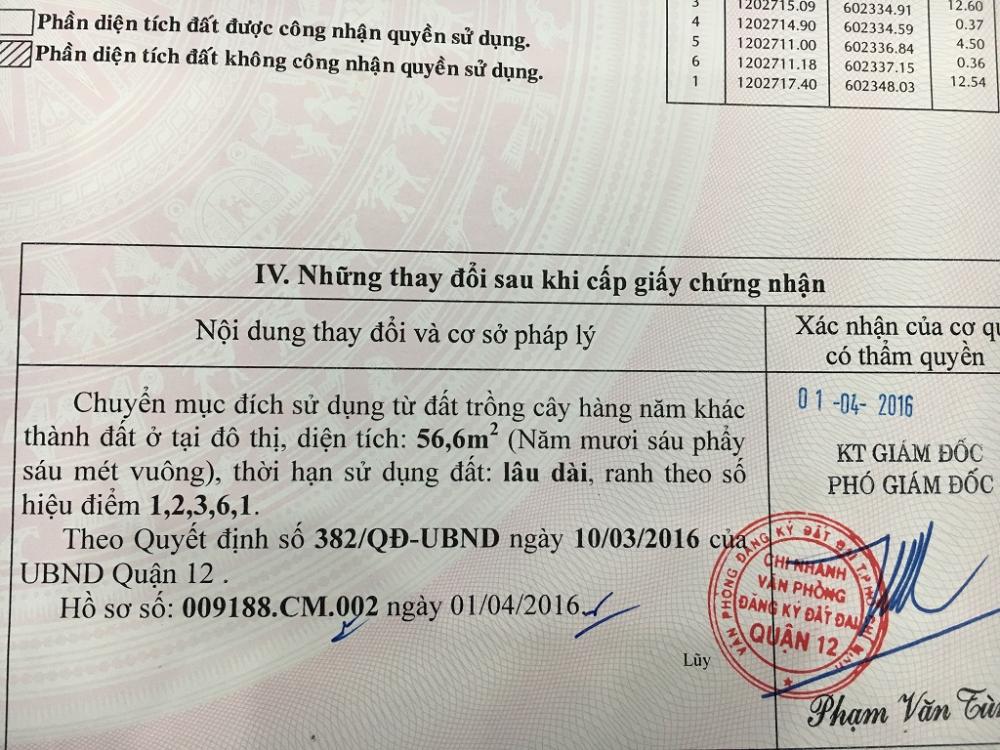 Phần diện tích đất được công nhận quyền sử dụng.
Phần diện tích đất không công nhận quyền sử dụng.
3 1202715.09 602334.91 12.60
4 1202714.90 602334.59 0.37
5 1202711.00 602336.84 4.50
6 1202711.18 602337.15 0.36
1 1202717.40 602348.03 12.54
IV. Những thay đổi sau khi cấp giấy chứng nhận
Nội dung thay đổi và cơ sở pháp lý
Xác nhận của cơ qu
có thẩm quyền
Chuyển mục đích sử dụng từ đất trồng cây hàng năm khác
thành đất ở tại đô thị, diện tích: 56,6m² (Năm mươi sáu phẩy
sáu mét vuông), thời hạn sử dụng đất: lâu dài, ranh theo số
hiệu điểm 1,2,3,6,1.
Theo Quyết định số 382/QĐ-UBND ngày 10/03/2016 của
UBND Quận 12 .
Hồ sơ số: 009188.CM.002 ngày 01/04/2016.
Lũy
01-04-2016
KT GIÁM ĐỐC
PHÓ GIÁM ĐỐC
VĂN PHÒNG ĐĂNG KÝ ĐẤT ĐAI T.P HỒ CHÍ MINH
CHI NHÁNH
VĂN PHÒNG
ĐĂNG KÝ ĐẤT ĐAI
QUẬN 12
Phạm Văn